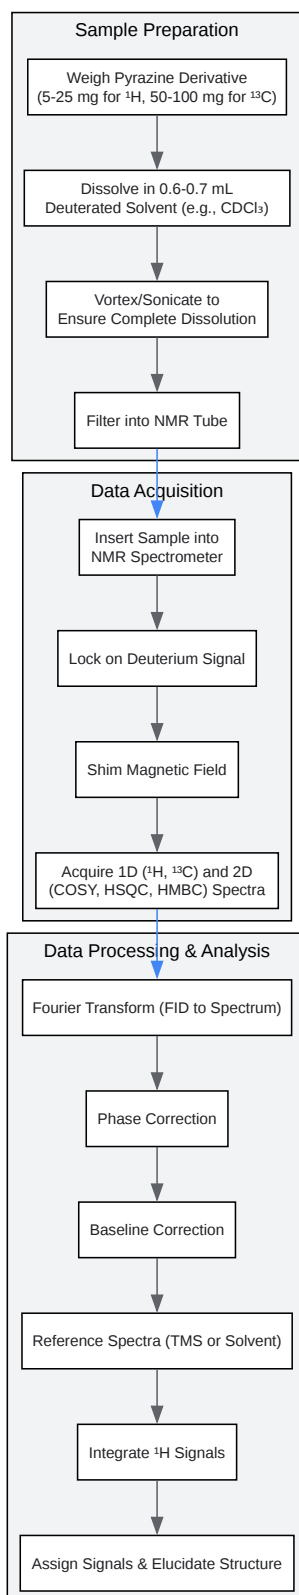 Sample Preparation
Weigh Pyrazine Derivative
(5-25 mg for ¹H, 50-100 mg for ¹³C)
Dissolve in 0.6-0.7 mL
Deuterated Solvent (e.g., CDCl₃)
Vortex/Sonicate to
Ensure Complete Dissolution
Filter into NMR Tube
Data Acquisition
Insert Sample into
NMR Spectrometer
Lock on Deuterium Signal
Shim Magnetic Field
Acquire 1D (¹H, ¹³C) and 2D
(COSY, HSQC, HMBC) Spectra
Data Processing & Analysis
Fourier Transform (FID to Spectrum)
Phase Correction
Baseline Correction
Reference Spectra (TMS or Solvent)
Integrate ¹H Signals
Assign Signals & Elucidate Structure